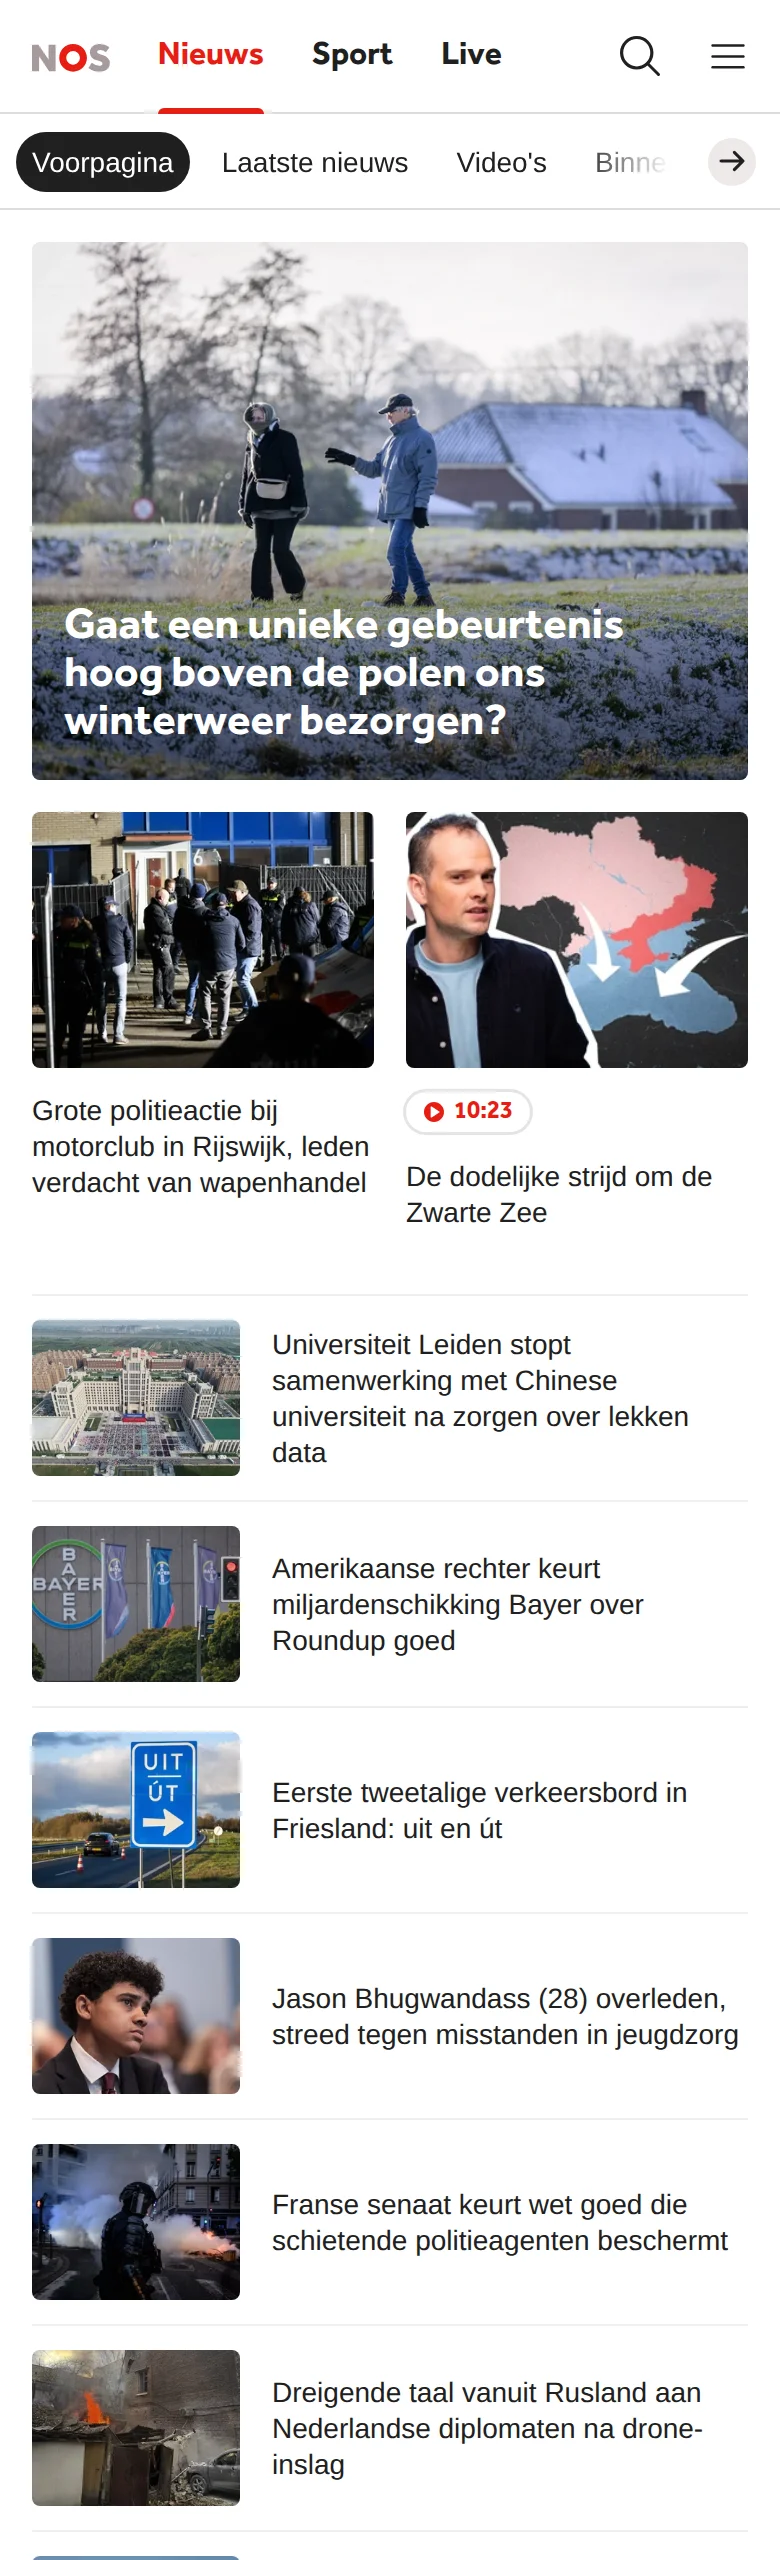 NOS Nieuws Sport Live
Voorpagina Laatste nieuws Video's Binne
Gaat een unieke gebeurtenis
hoog boven de polen ons
winterweer bezorgen?
6
Grote politieactie bij
motorclub in Rijswijk, leden
verdacht van wapenhandel
10:23
De dodelijke strijd om de
Zwarte Zee
Universiteit Leiden stopt
samenwerking met Chinese
universiteit na zorgen over lekken
data
BAYER
BAYER
Amerikaanse rechter keurt
miljardenschikking Bayer over
Roundup goed
UIT
ÚT
Eerste tweetalige verkeersbord in
Friesland: uit en út
Jason Bhugwandass (28) overleden,
streed tegen misstanden in jeugdzorg
Franse senaat keurt wet goed die
schietende politieagenten beschermt
Dreigende taal vanuit Rusland aan
Nederlandse diplomaten na drone-
inslag